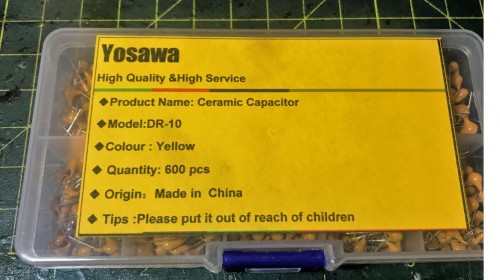 Yosawa
High Quality &High Service
◆Product Name: Ceramic Capacitor
◆Model:DR-10
◆Colour : Yellow
◆ Quantity: 600 pcs
◆ Origin： Made in China
◆ Tips :Please put it out of reach of children